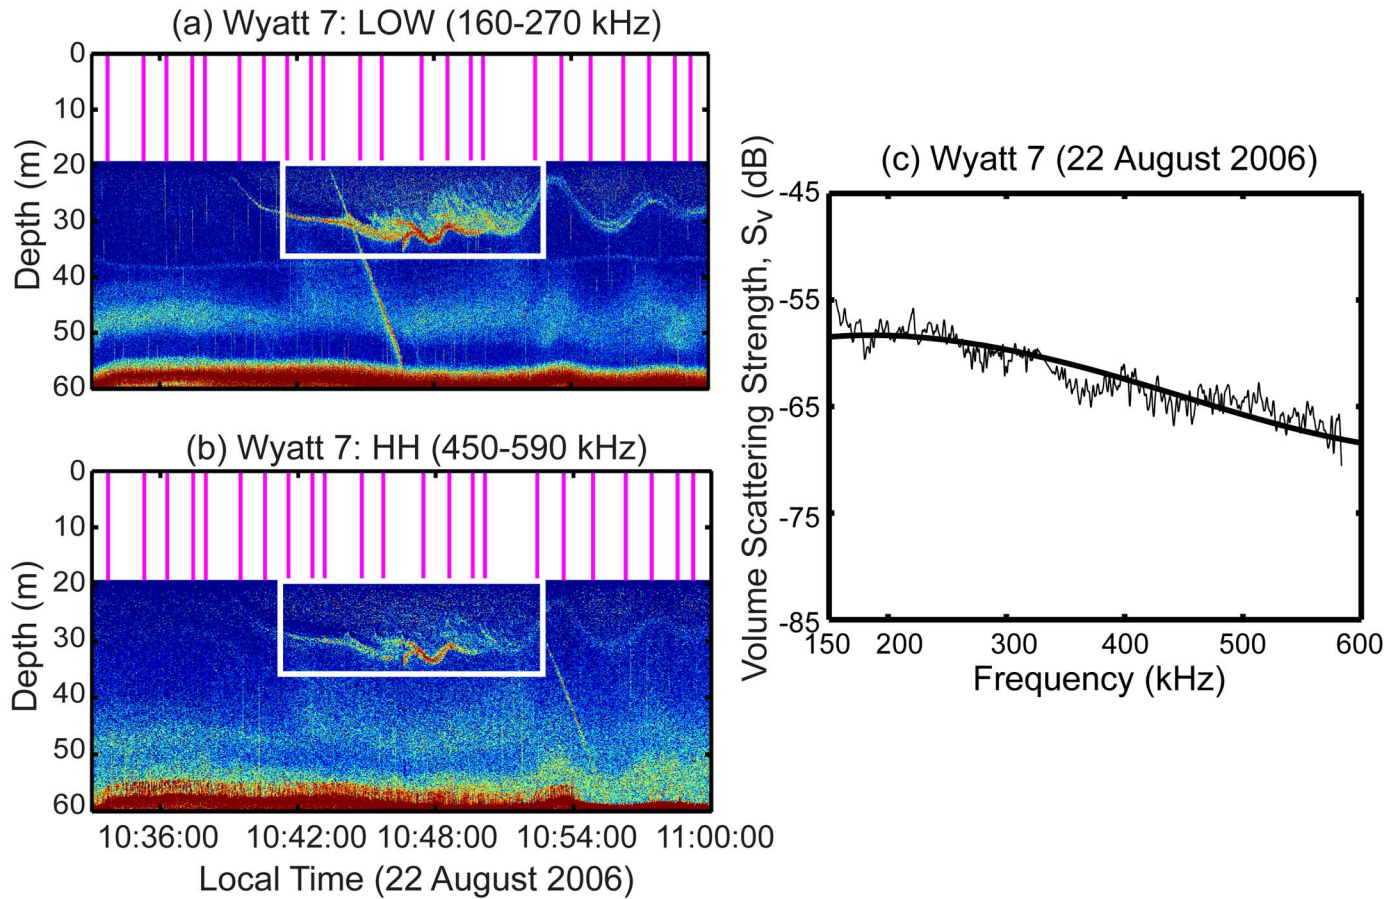 (a) Wyatt 7: LOW (160-270 kHz)
0
10
20
30
40
50
60
Depth (m)
(b) Wyatt 7: HH (450-590 kHz)
0
10
20
30
40
50
60
Depth (m)
10:36:00 10:42:00 10:48:00 10:54:00 11:00:00
Local Time (22 August 2006)
(c) Wyatt 7 (22 August 2006)
Volume Scattering Strength, Sv (dB)
-45
-55
-65
-75
-85
150 200 300 400 500 600
Frequency (kHz)